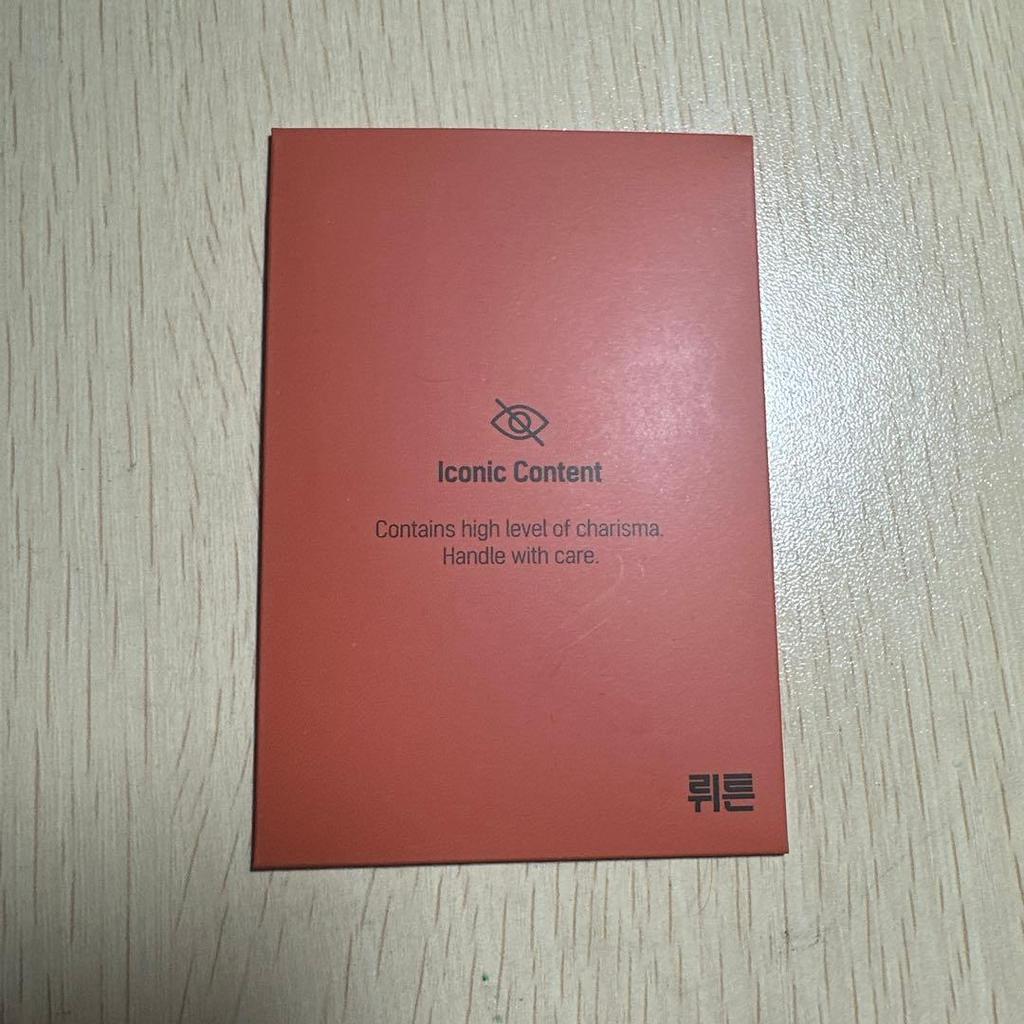 Iconic Content
Contains high level of charisma.
Handle with care.
뤼튼